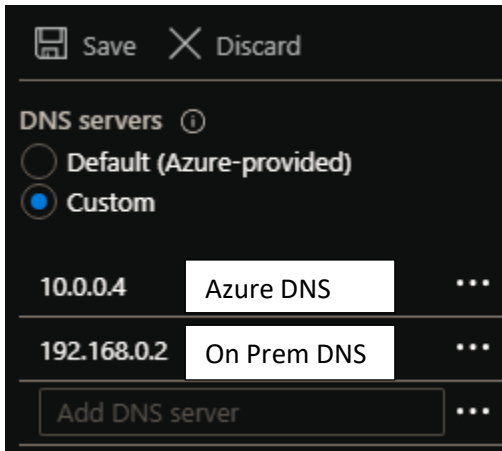 Save Discard
DNS servers
Default (Azure-provided)
Custom
10.0.0.4 Azure DNS
192.168.0.2 On Prem DNS
Add DNS server